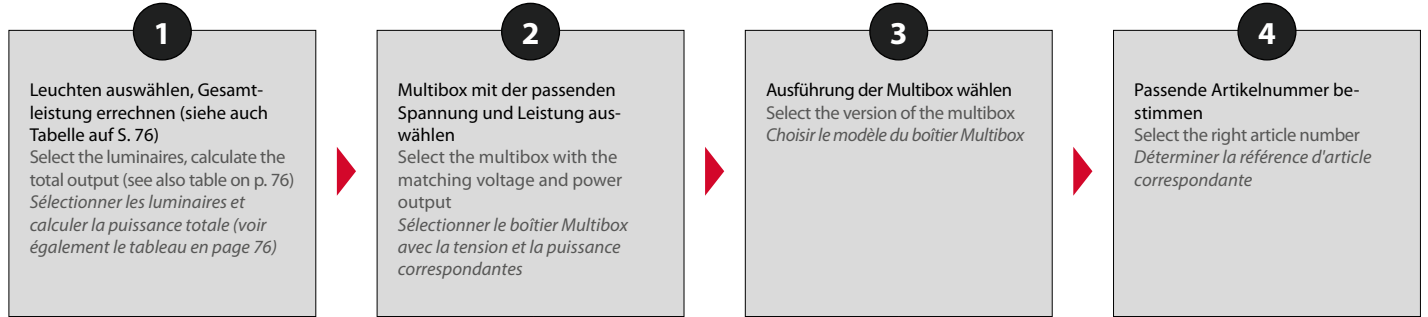 1
Leuchten auswählen, Gesamt-
leistung errechnen (siehe auch
Tabelle auf S. 76)
Select the luminaires, calculate the
total output (see also table on p. 76)
Sélectionner les luminaires et
calculer la puissance totale (voir
également le tableau en page 76)
2
Multibox mit der passenden
Spannung und Leistung aus-
wählen
Select the multibox with the
matching voltage and power
output
Sélectionner le boîtier Multibox
avec la tension et la puissance
correspondantes
3
Ausführung der Multibox wählen
Select the version of the multibox
Choisir le modèle du boîtier Multibox
4
Passende Artikelnummer be-
stimmen
Select the right article number
Déterminer la référence d'article
correspondante